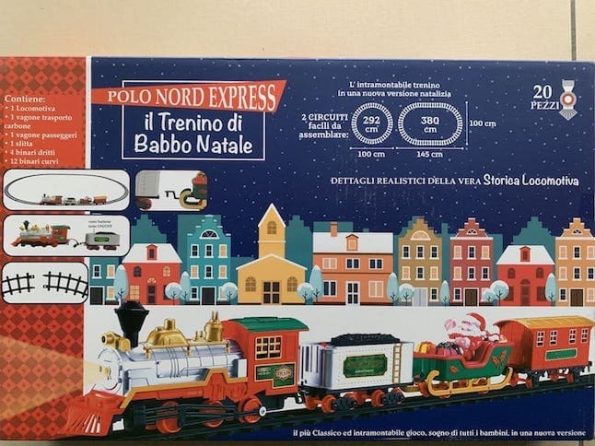 Contiene:
• 1 Locomotiva
• 1 vagone trasporto
carbone
• 1 vagone passeggeri
• 1 slitta
• 4 binari dritti
• 12 binari curvi
POLO NORD EXPRESS
il Trenino di
Babbo Natale
L'intramontabile trenino
in una nuova versione natalizia
2 CIRCUITI
facili da
assemblare:
292
cm
380
cm
100 cm
100 cm
145 cm
20
PEZZI
DETTAGLI REALISTICI DELLA VERA Storica Locomotiva
il più Classico ed intramontabile gioco, sogno di tutti i bambini, in una nuova versione